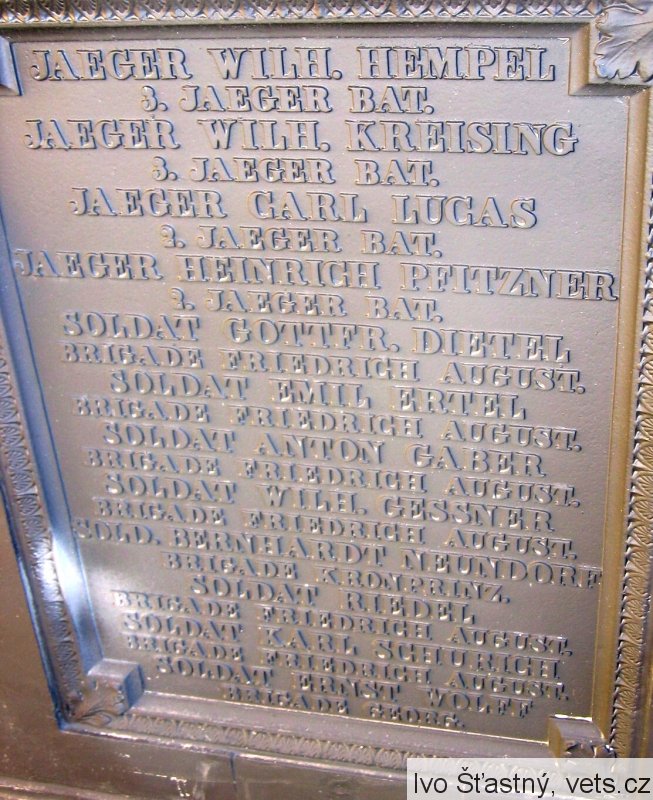 JAEGER WILH. HEMPEL
3. JAEGER BAT.
JAEGER WILH. KREISING
3. JAEGER BAT.
JAEGER CARL LUCAS
2. JAEGER BAT.
JAEGER HEINRICH PFITZNER
2. JAEGER BAT.
SOLDAT GOTTFR. DIETEL
BRIGADE FRIEDRICH AUGUST.
SOLDAT EMIL ERTEL
BRIGADE FRIEDRICH AUGUST.
SOLDAT ANTON GABER
BRIGADE FRIEDRICH AUGUST.
SOLDAT WILH. GESSNER
BRIGADE FRIEDRICH AUGUST.
SOLD. BERNHARDT NEUNDORF
BRIGADE KRONPRINZ.
SOLDAT RIEDEL
BRIGADE FRIEDRICH AUGUST.
SOLDAT KARL SCHURICH
BRIGADE FRIEDRICH AUGUST.
SOLDAT ERNST WOLFF
BRIGADE GEORG.
Ivo Šťastný, vets.cz